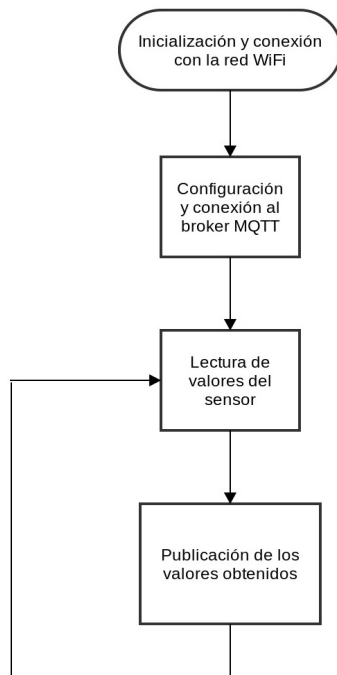 Inicialización y conexión
con la red WiFi
Configuración
y conexión al
broker MQTT
Lectura de
valores del
sensor
Publicación de los
valores obtenidos